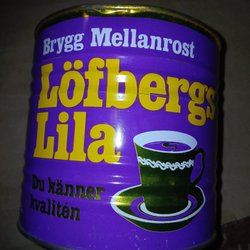 Brygg Mellanrost
Löfbergs
Lila
Du känner
kvalitén